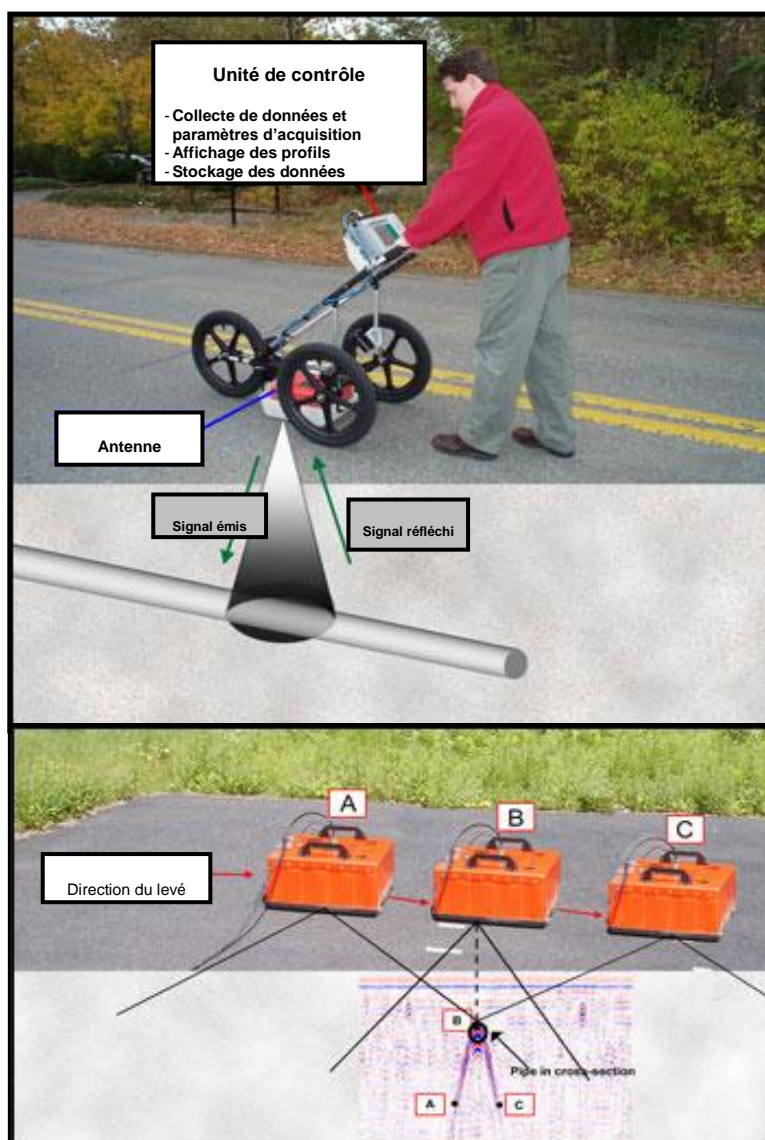 Unité de contrôle
- Collecte de données et
paramètres d'acquisition
- Affichage des profils
- Stockage des données
Antenne
Signal émis
Signal réfléchi
A
B
C
Direction du levé
B
Pipe in cross-section
A
C